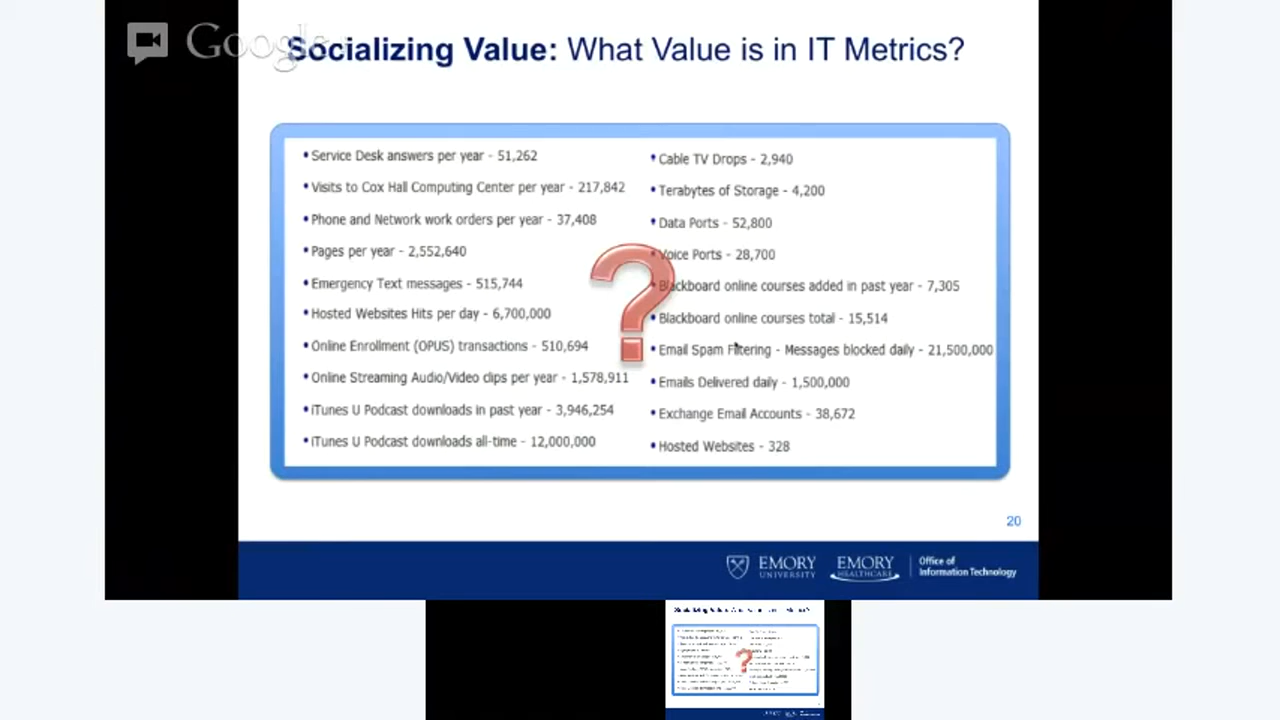 Google
Socializing Value: What Value is in IT Metrics?
• Service Desk answers per year - 51,262
• Visits to Cox Hall Computing Center per year - 217,842
• Phone and Network work orders per year - 37,408
• Pages per year - 2,552,640
• Emergency Text messages - 515,744
• Hosted Websites Hits per day - 6,700,000
• Online Enrollment (OPUS) transactions - 510,694
• Online Streaming Audio/Video clips per year - 1,578,911
• iTunes U Podcast downloads in past year - 3,946,254
• iTunes U Podcast downloads all-time - 12,000,000
?
• Cable TV Drops - 2,940
• Terabytes of Storage - 4,200
• Data Ports - 52,800
• Voice Ports - 28,700
• Blackboard online courses added in past year - 7,305
• Blackboard online courses total - 15,514
• Email Spam Filtering - Messages blocked daily - 21,500,000
• Emails Delivered daily - 1,500,000
• Exchange Email Accounts - 38,672
• Hosted Websites - 328
20
EMORY
UNIVERSITY
EMORY
HEALTHCARE
Office of
Information Technology